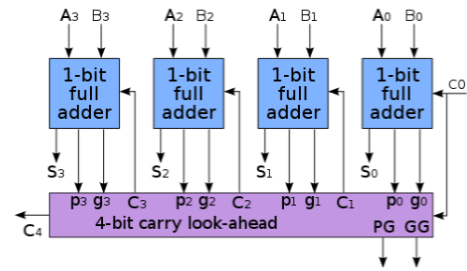 A3 B3 A2 B2 A1 B1 A0 B0
1-bit full adder 1-bit full adder 1-bit full adder 1-bit full adder
C0
S3 S2 S1 S0
p3 g3 C3 p2 g2 C2 p1 g1 C1 p0 g0
4-bit carry look-ahead PG GG
C4